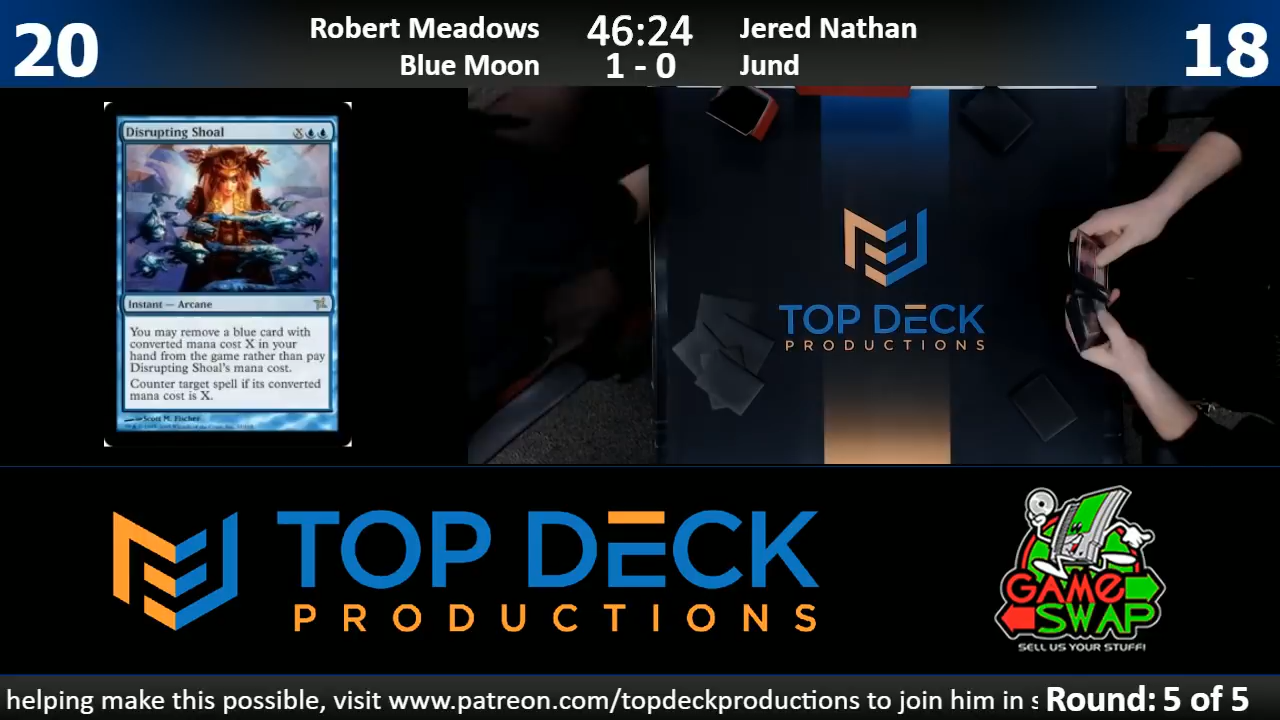 20
Robert Meadows
Blue Moon
46:24
1 - 0
Jered Nathan
Jund
18
Disrupting Shoal
X
Instant — Arcane
You may remove a blue card with
converted mana cost X in your
hand from the game rather than pay
Disrupting Shoal's mana cost.
Counter target spell if its converted
mana cost is X.
Scott M. Fischer
TOP DECK
PRODUCTIONS
TOP DECK
PRODUCTIONS
GAME
SWAP
SELL US YOUR STUFF!
helping make this possible, visit www.patreon.com/topdeckproductions to join him in s
Round: 5 of 5